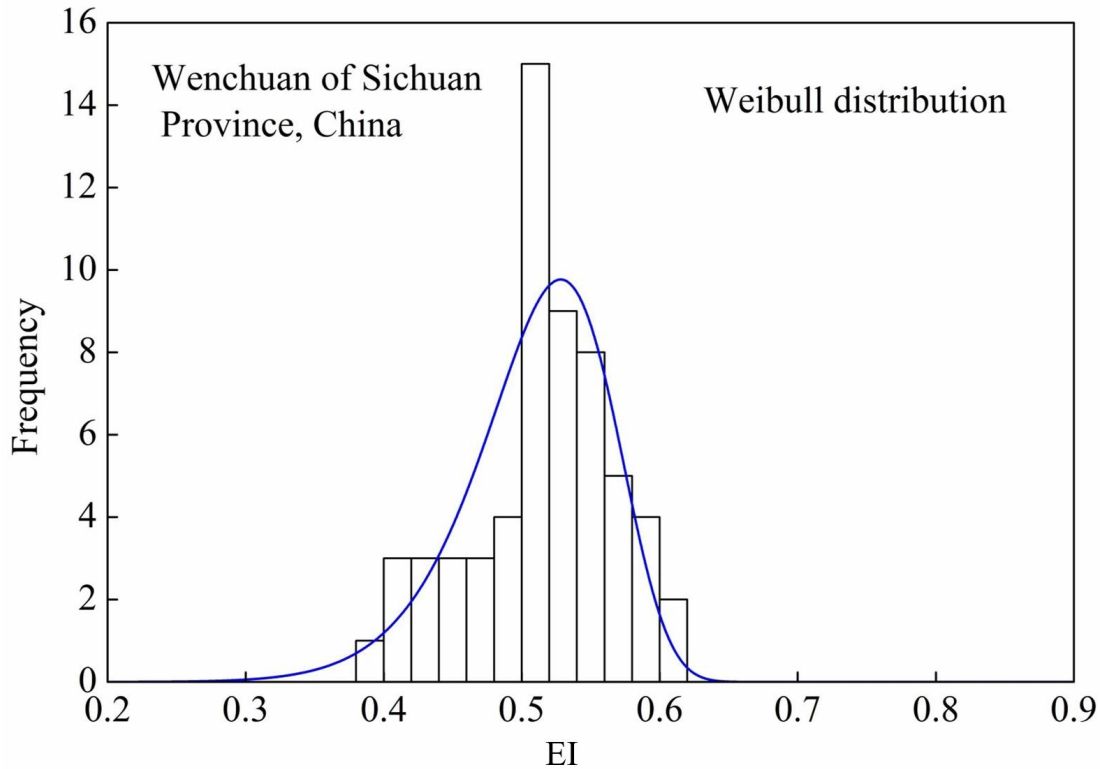 16
Wenchuan of Sichuan
Province, China
Weibull distribution
14
12
10
Frequency
8
6
4
2
0
0.2 0.3 0.4 0.5 0.6 0.7 0.8 0.9
EI